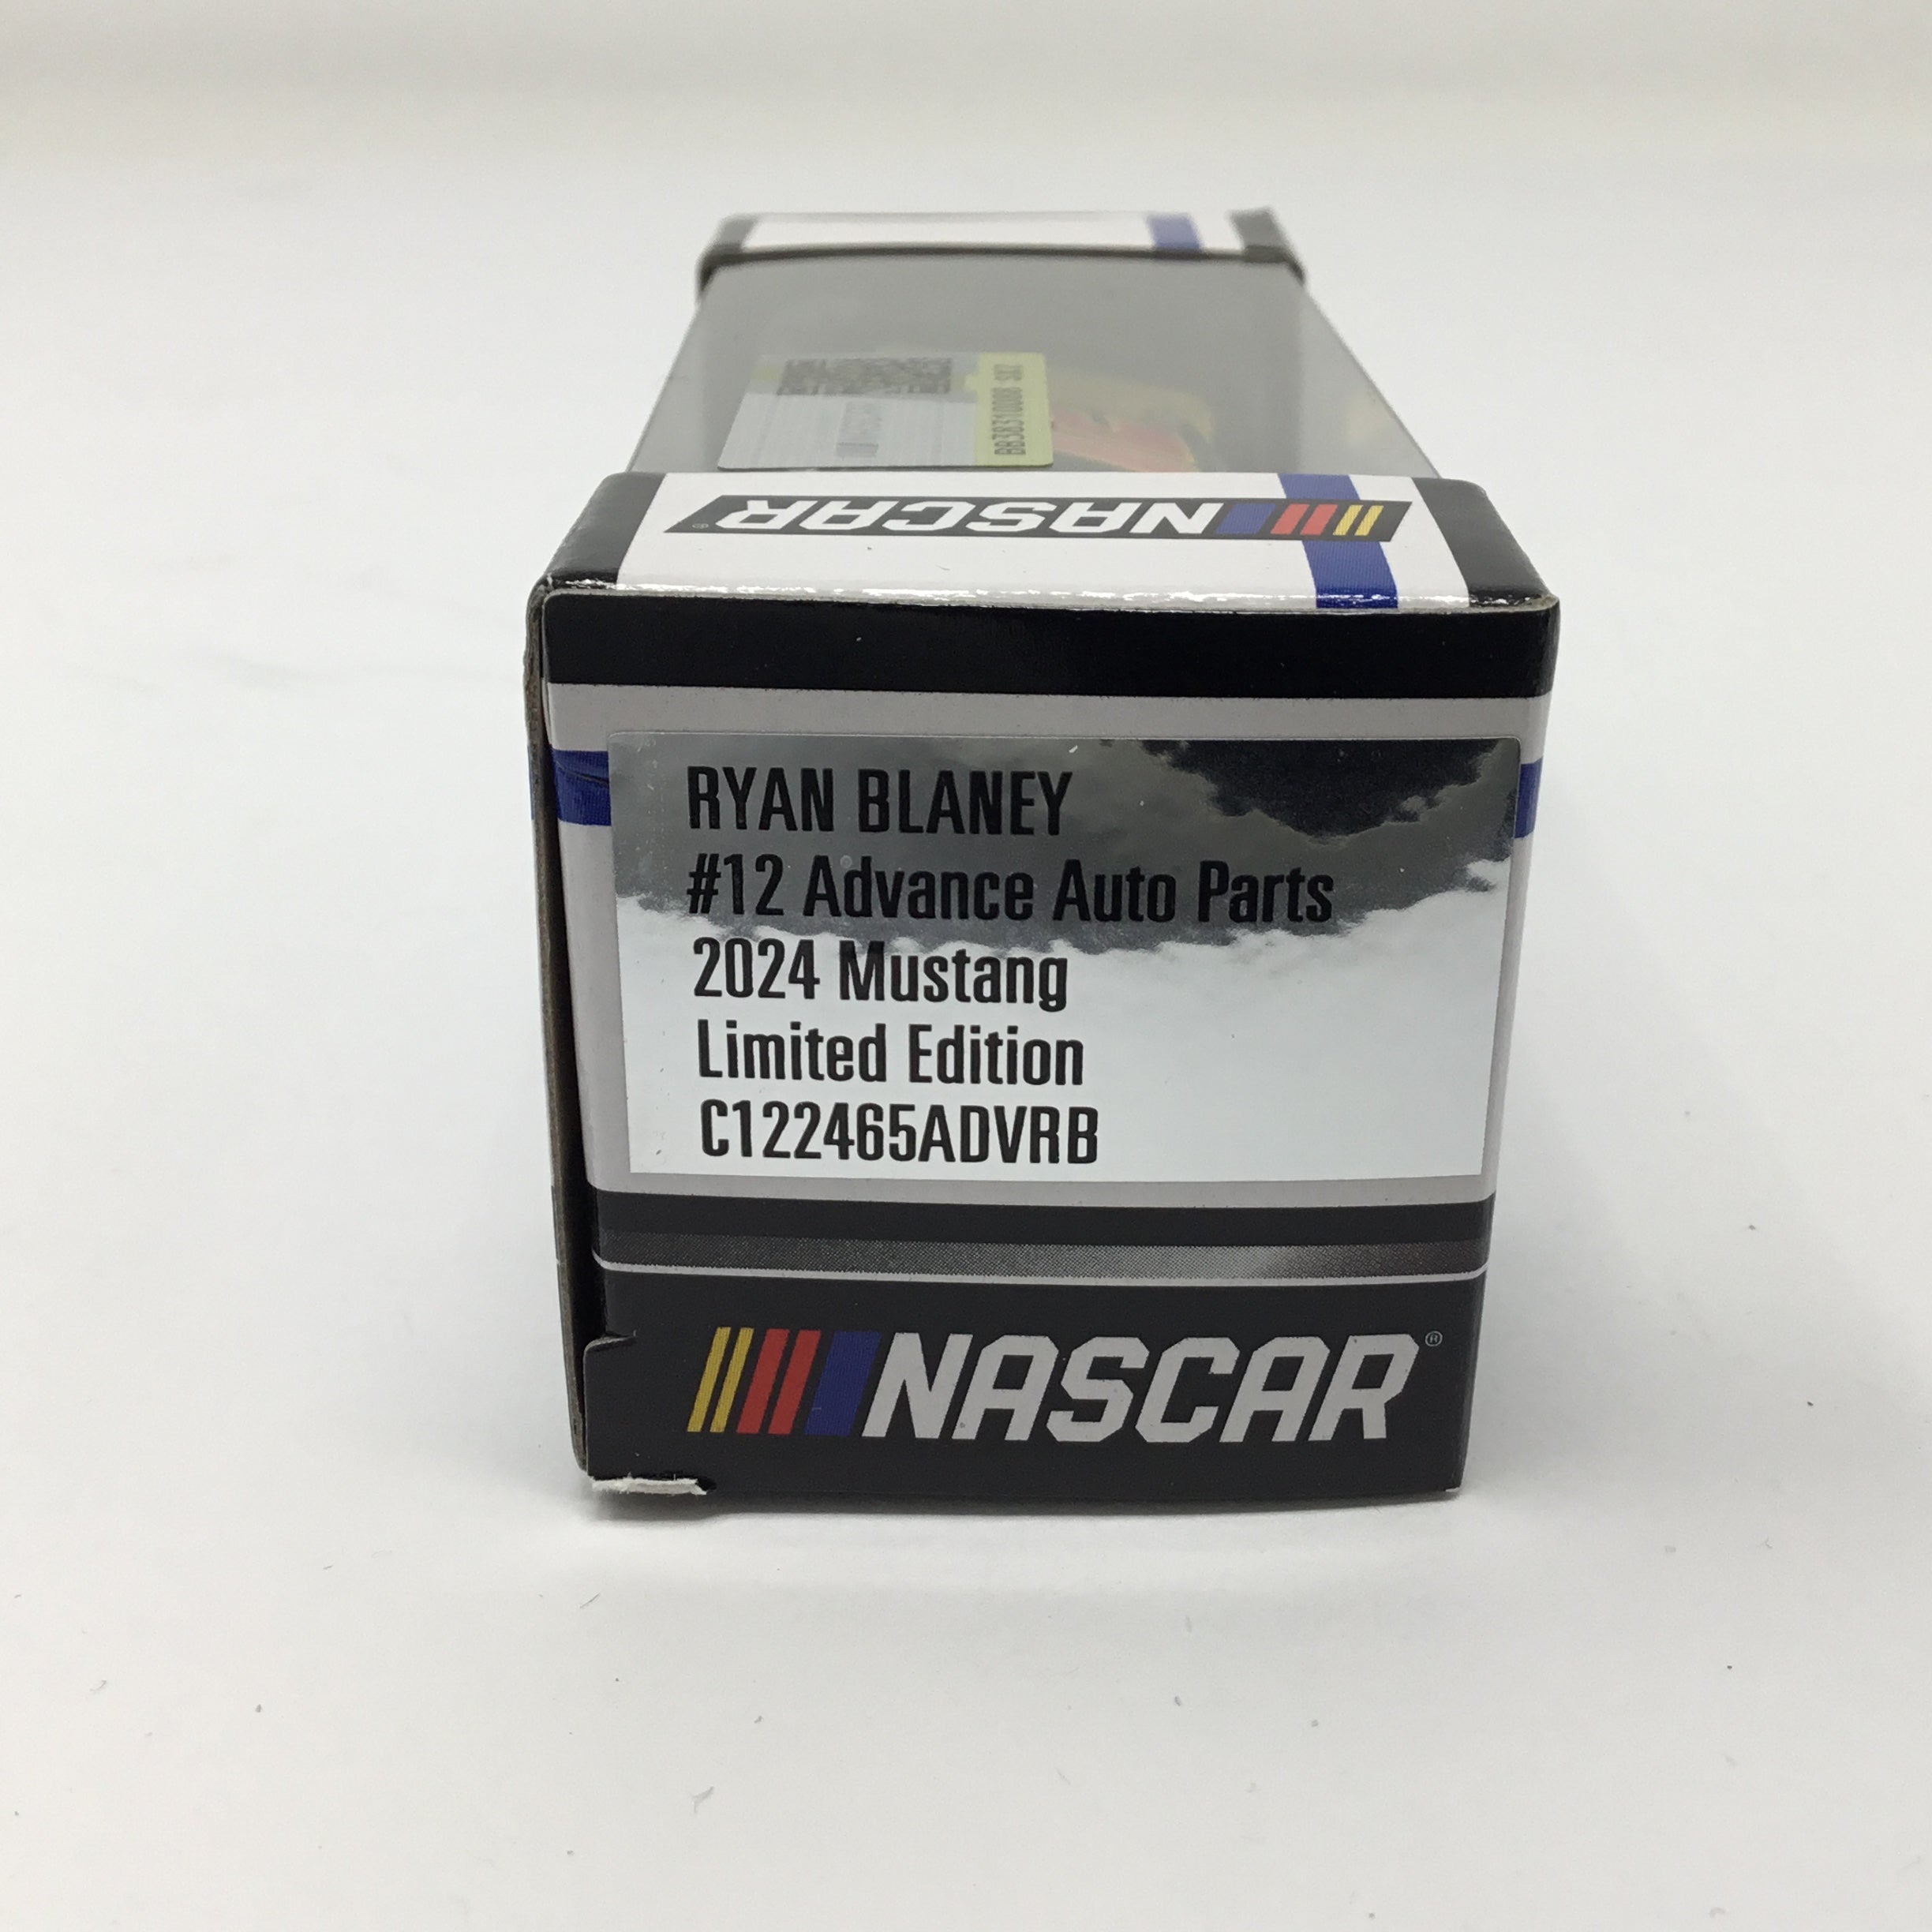 NASCAR
RYAN BLANEY
#12 Advance Auto Parts
2024 Mustang
Limited Edition
C122465ADVRB
NASCAR®